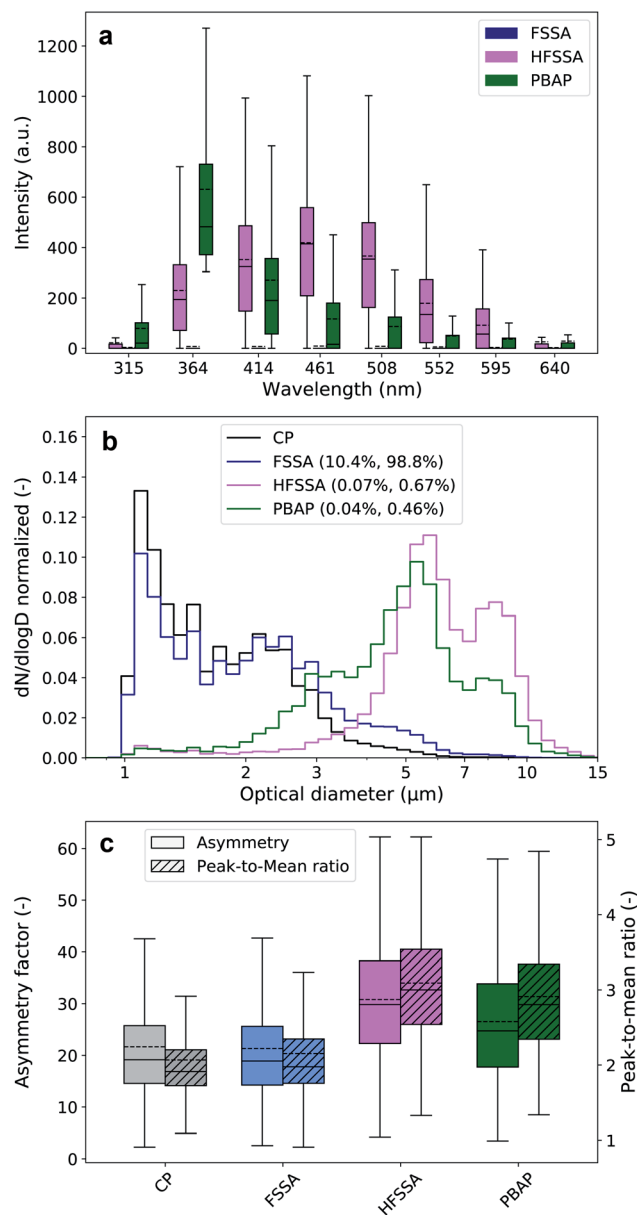 a
FSSA
HFSSA
PBAP
1200
1000
800
600
400
200
0
Intensity (a.u.)
315 364 414 461 508 552 595 640
Wavelength (nm)
b
CP
FSSA (10.4%, 98.8%)
HFSSA (0.07%, 0.67%)
PBAP (0.04%, 0.46%)
0.16
0.14
0.12
0.10
0.08
0.06
0.04
0.02
0.00
dN/dlogD normalized (-)
1 2 3 5 7 10 15
Optical diameter (μm)
c
Asymmetry
Peak-to-Mean ratio
60
50
40
30
20
10
0
Asymmetry factor (-)
5
4
3
2
1
Peak-to-mean ratio (-)
CP FSSA HFSSA PBAP